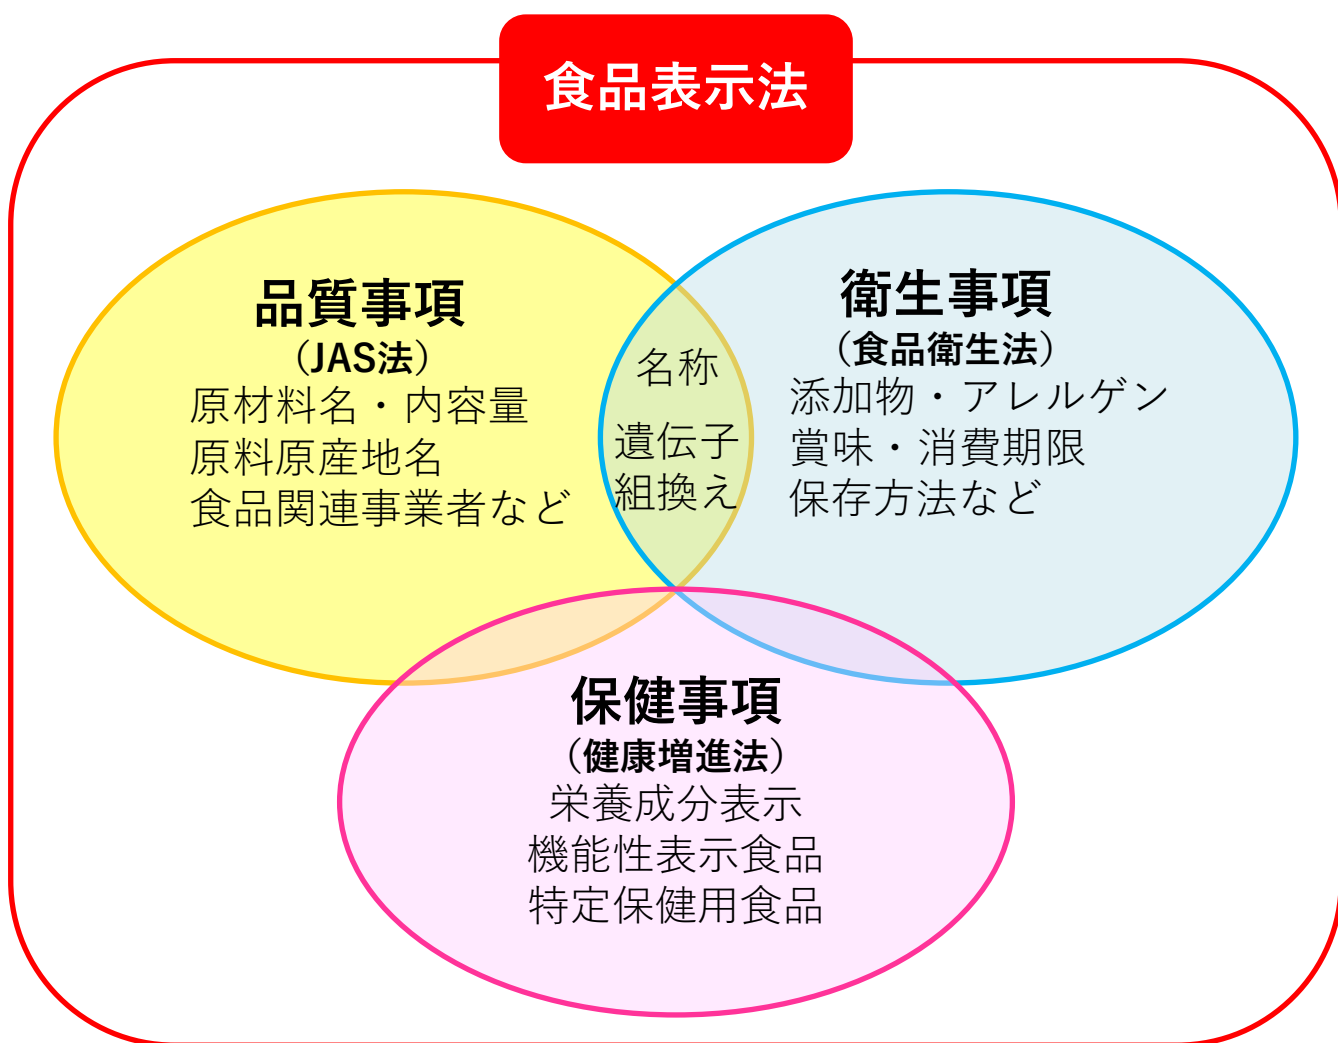 食品表示法
品質事項
（JAS法）
原材料名・内容量
原料原産地名
食品関連事業者など
名称
遺伝子
組換え
衛生事項
（食品衛生法）
添加物・アレルゲン
賞味・消費期限
保存方法など
保健事項
（健康増進法）
栄養成分表示
機能性表示食品
特定保健用食品